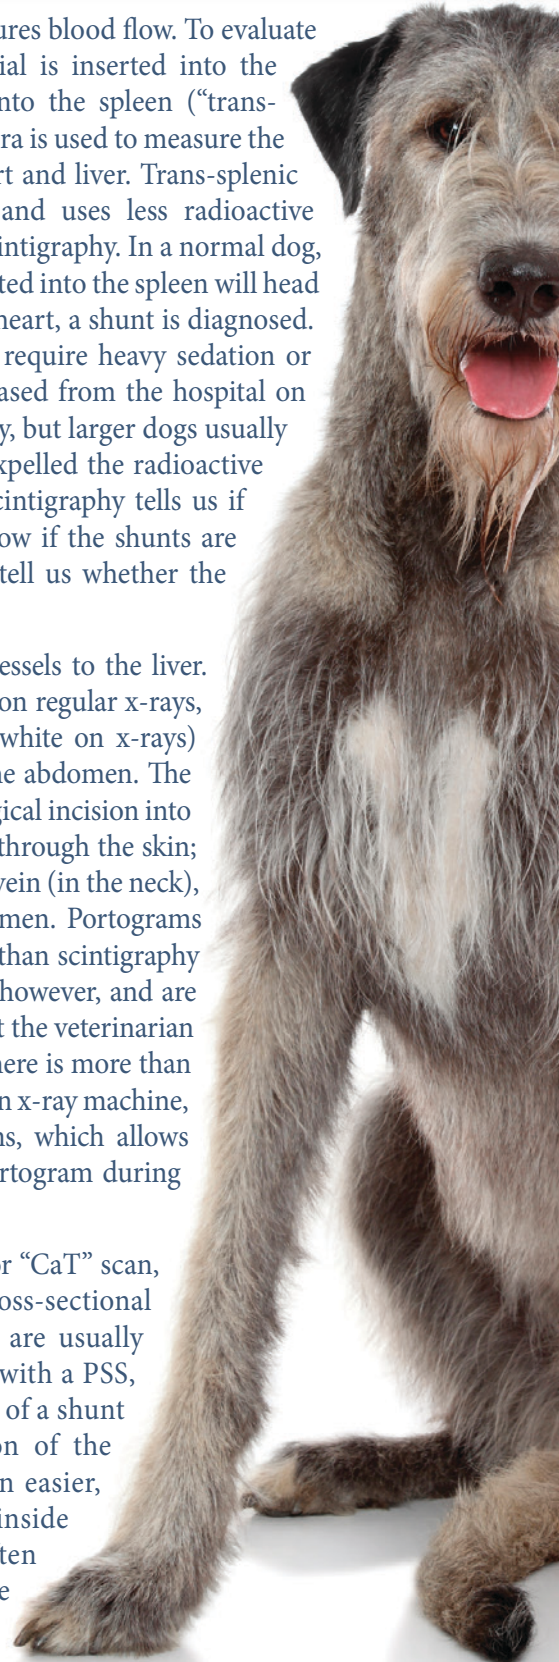 ures blood flow. To evaluate
ial is inserted into the
nto the spleen (“trans-
ra is used to measure the
rt and liver. Trans-splenic
and uses less radioactive
intigraphy. In a normal dog,
ted into the spleen will head
heart, a shunt is diagnosed.
require heavy sedation or
ased from the hospital on
y, but larger dogs usually
xpelled the radioactive
cintigraphy tells us if
ow if the shunts are
tell us whether the
essels to the liver.
on regular x-rays,
white on x-rays)
ne abdomen. The
gical incision into
through the skin;
vein (in the neck),
men. Portograms
than scintigraphy
however, and are
t the veterinarian
here is more than
n x-ray machine,
ns, which allows
rtogram during
or “CaT” scan,
oss-sectional
are usually
with a PSS,
of a shunt
on of the
n easier,
inside
ten
e